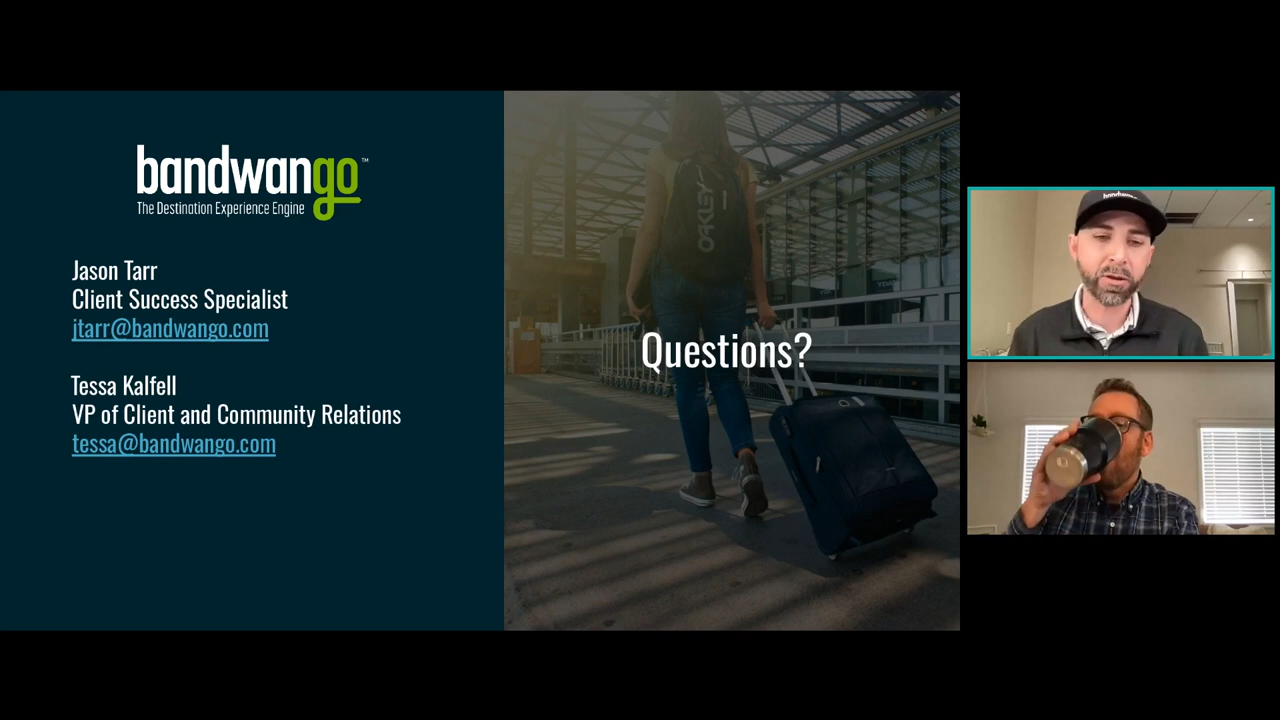 bandwango™
The Destination Experience Engine
Jason Tarr
Client Success Specialist
jtarr@bandwango.com
Tessa Kalfell
VP of Client and Community Relations
tessa@bandwango.com
OAKLEY
Questions?
bandwango